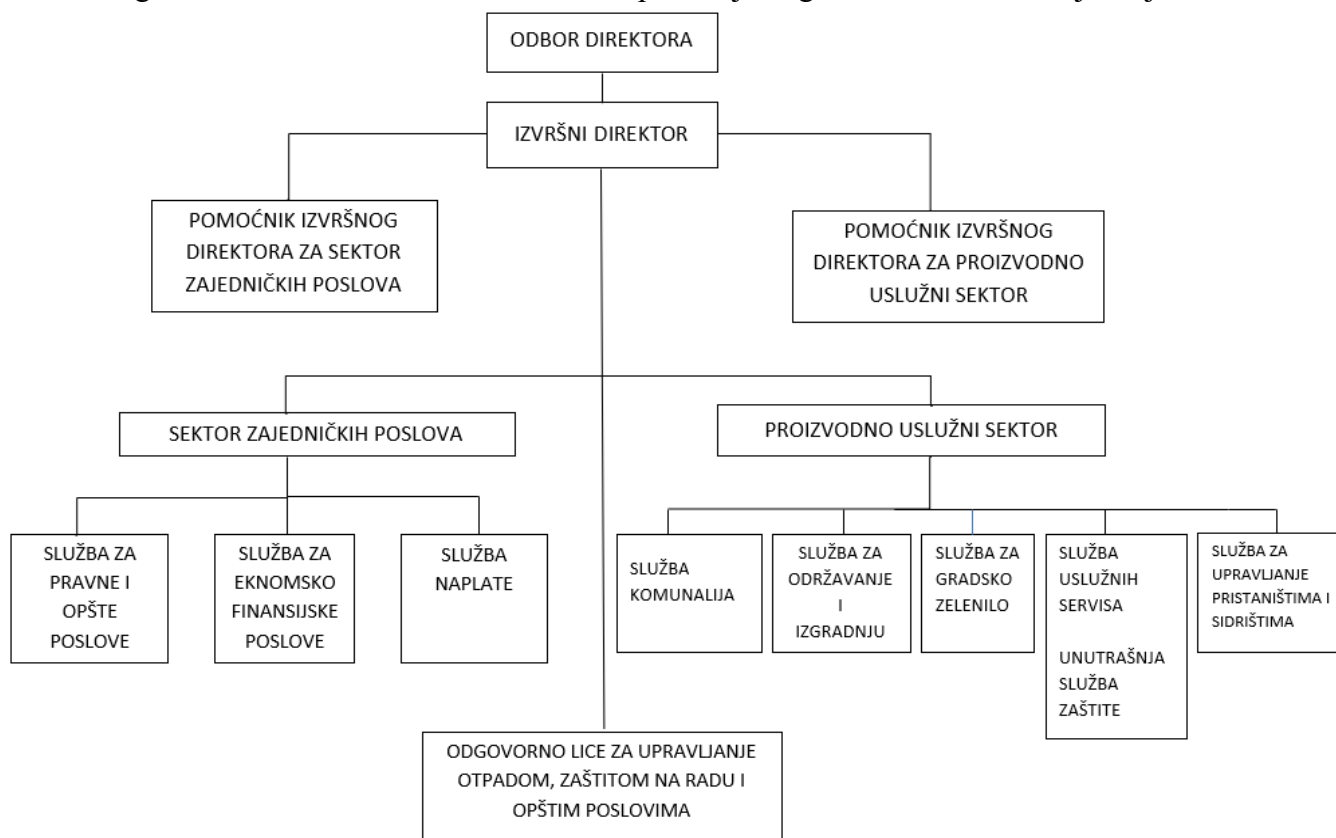 ODBOR DIREKTORA
IZVRŠNI DIREKTOR
POMOĆNIK IZVRŠNOG
DIREKTORA ZA SEKTOR
ZAJEDNIČKIH POSLOVA
POMOĆNIK IZVRŠNOG
DIREKTORA ZA PROIZVODNO
USLUŽNI SEKTOR
SEKTOR ZAJEDNIČKIH POSLOVA
PROIZVODNO USLUŽNI SEKTOR
SLUŽBA ZA
PRAVNE I
OPŠTE
POSLOVE
SLUŽBA ZA
EKNOMSKO
FINANSIJSKE
POSLOVE
SLUŽBA
NAPLATE
SLUŽBA
KOMUNALIJA
SLUŽBA ZA
ODRŽAVANJE
I
IZGRADNJU
SLUŽBA ZA
GRADSKO
ZELENILO
SLUŽBA
USLUŽNIH
SERVISA
UNUTRAŠNJA
SLUŽBA
ZAŠTITE
SLUŽBA ZA
UPRAVLJANJE
PRISTANIŠTIMA I
SIDRIŠTIMA
ODGOVORNO LICE ZA UPRAVLJANJE
OTPADOM, ZAŠTITOM NA RADU I
OPŠTIM POSLOVIMA